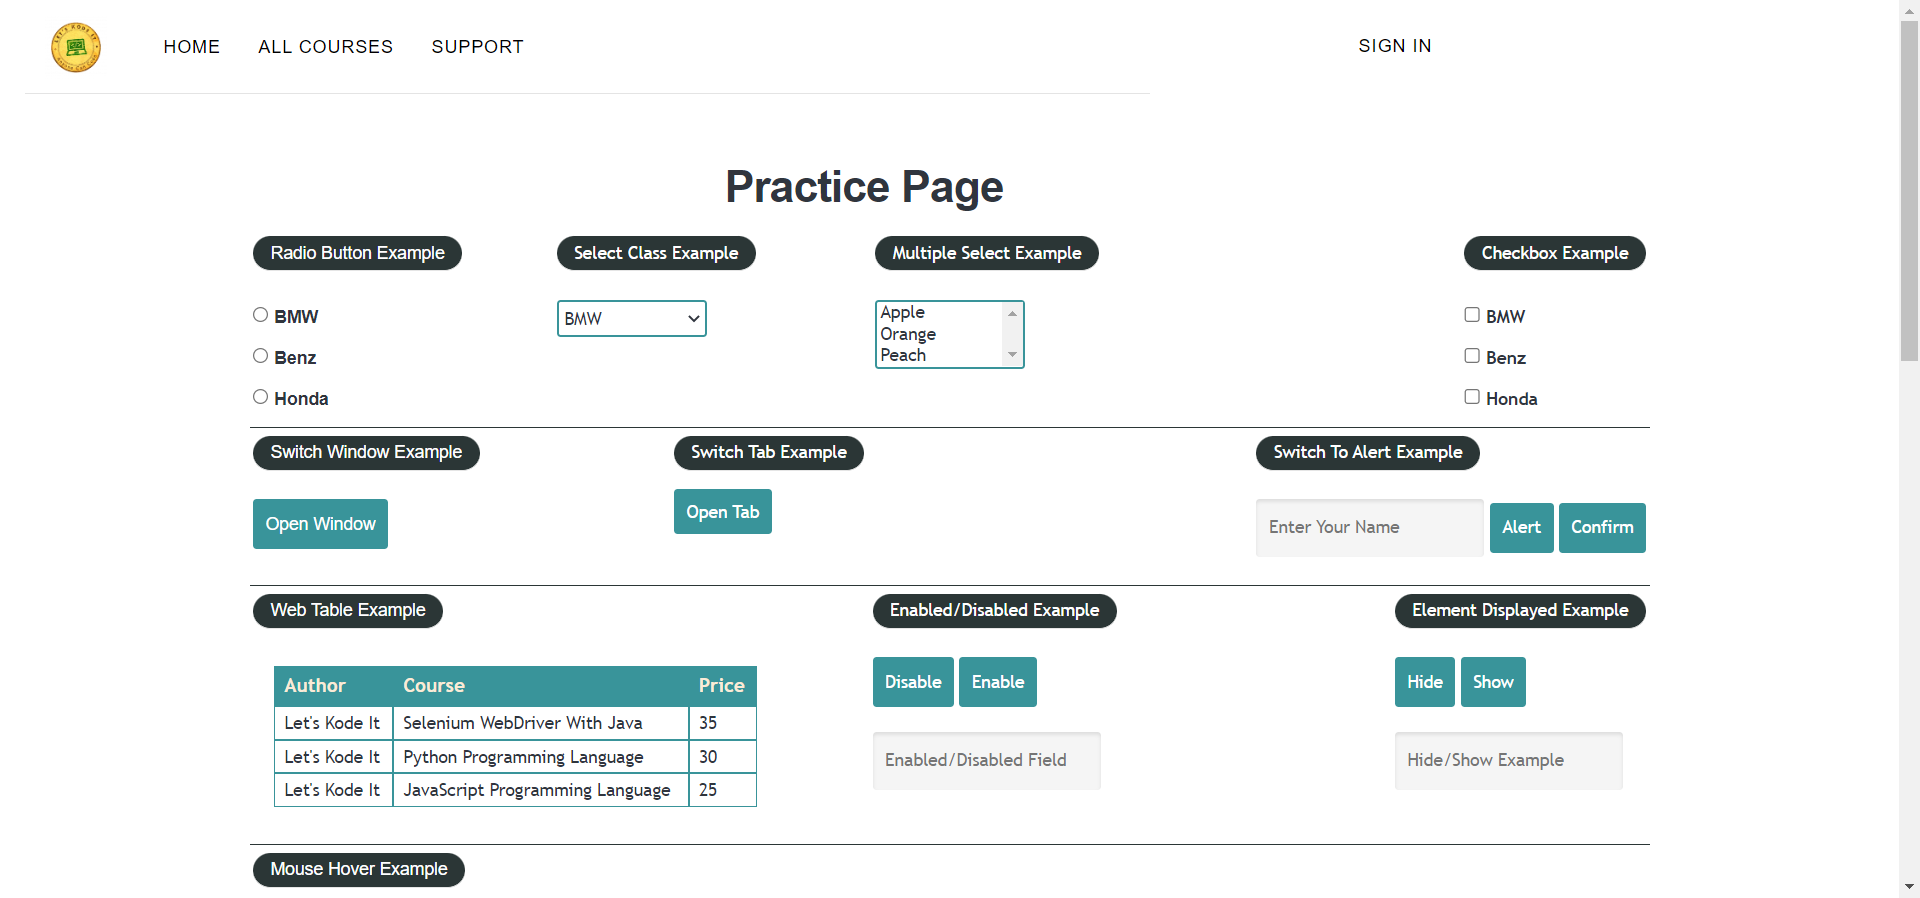 HOME ALL COURSES SUPPORT SIGN IN
Practice Page
Radio Button Example
BMW
Benz
Honda
Select Class Example
BMW
Multiple Select Example
Apple
Orange
Peach
Checkbox Example
BMW
Benz
Honda
Switch Window Example
Open Window
Switch Tab Example
Open Tab
Switch To Alert Example
Enter Your Name Alert Confirm
Web Table Example
Author Course Price
Let's Kode It Selenium WebDriver With Java 35
Let's Kode It Python Programming Language 30
Let's Kode It JavaScript Programming Language 25
Enabled/Disabled Example
Disable Enable
Enabled/Disabled Field
Element Displayed Example
Hide Show
Hide/Show Example
Mouse Hover Example